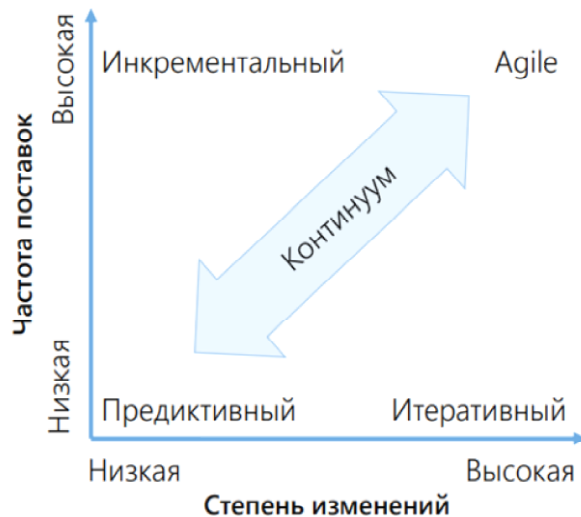 Высокая
Инкрементальный
Agile
Частота поставок
Континуум
Низкая
Предиктивный
Итеративный
Низкая
Высокая
Степень изменений